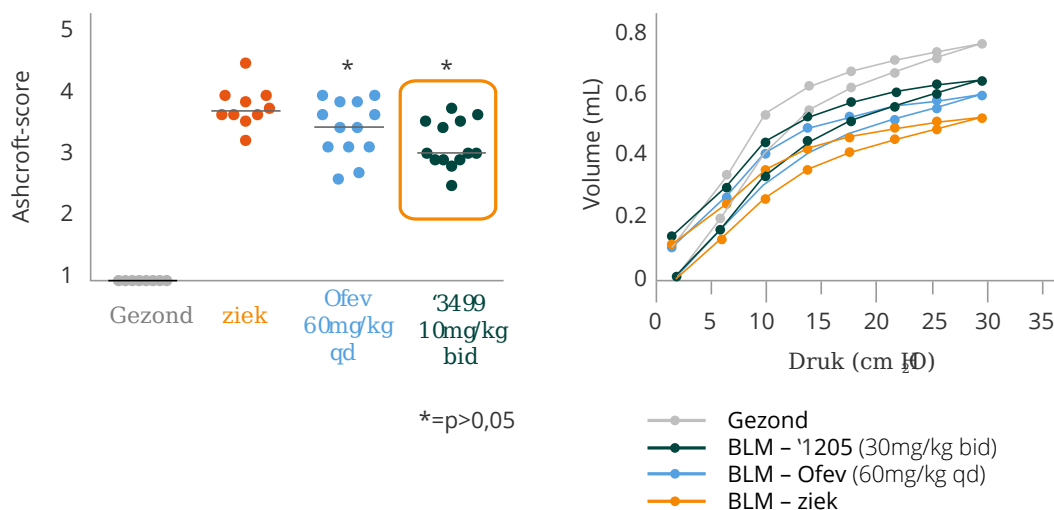 Ashcroft-score
5
4
3
2
1
*
*
Gezond
ziek
Ofev
60mg/kg
qd
‘3499
10mg/kg
bid
*=p>0,05
Volume (mL)
0.8
0.6
0.4
0.2
0
0 5 10 15 20 25 30 35
Druk (cm H₂O)
Gezond
BLM – ‘1205 (30mg/kg bid)
BLM – Ofev (60mg/kg qd)
BLM – ziek